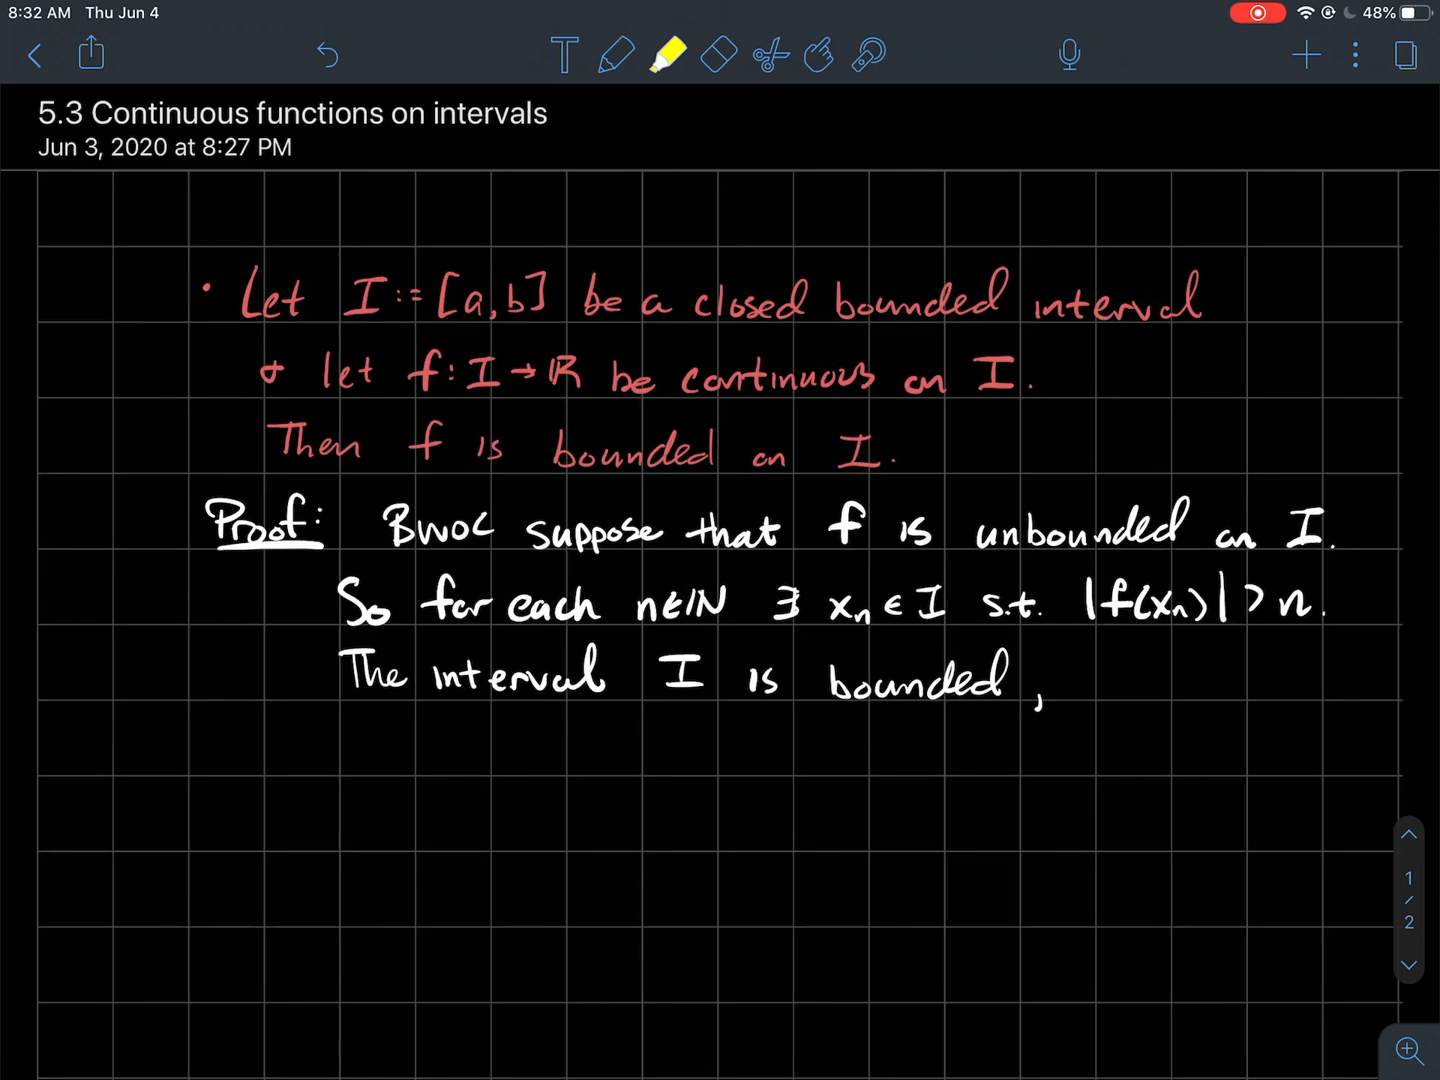 8:32 AM Thu Jun 4 48%
5.3 Continuous functions on intervals
Jun 3, 2020 at 8:27 PM
• Let I := [a,b] be a closed bounded interval
& let f: I → ℝ be continuous on I.
Then f is bounded on I.
Proof: BWOC suppose that f is unbounded on I.
So for each n∈ℕ ∃ xₙ ∈ I s.t. |f(xₙ)| > n.
The interval I is bounded,
1
/
2